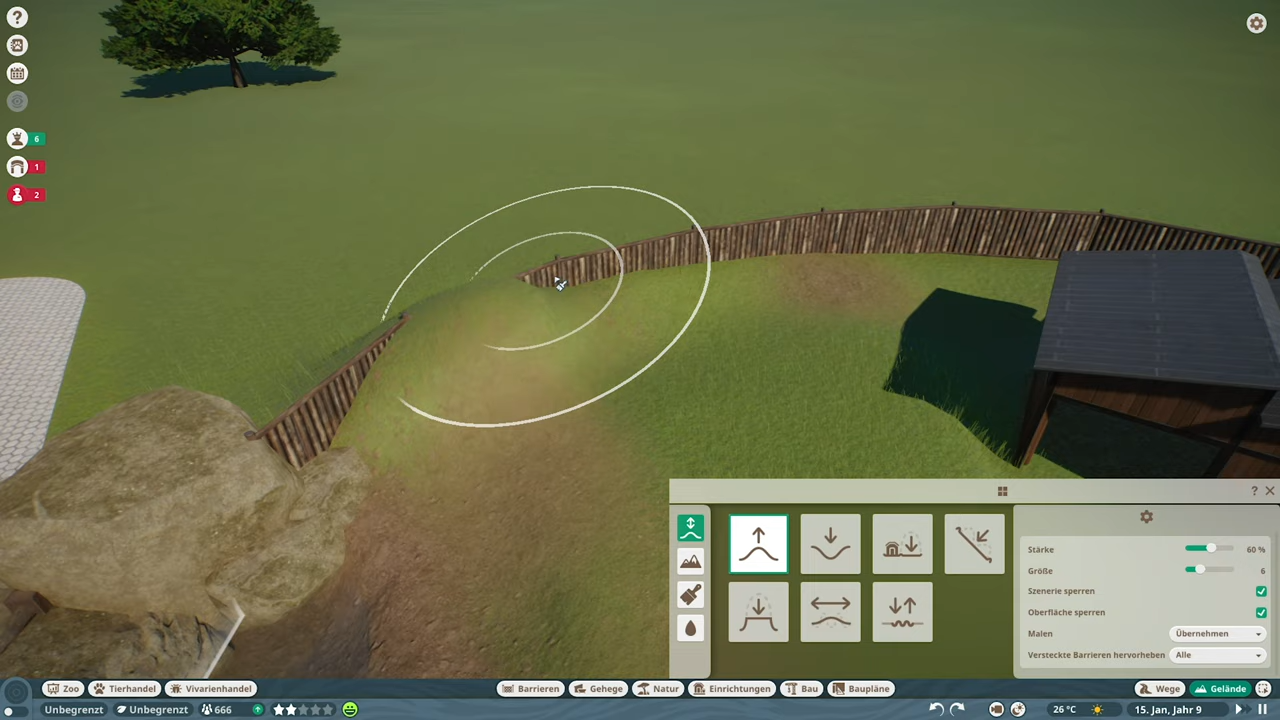 ?
6
1
2
?
Stärke 60 %
Größe 6
Szenerie sperren
Oberfläche sperren
Malen Übernehmen
Versteckte Barrieren hervorheben Alle
Zoo Tierhandel Vivarienhandel Barrieren Gehege Natur Einrichtungen Bau Baupläne Wege Gelände
Unbegrenzt Unbegrenzt 666 26 °C 15. Jan, Jahr 9